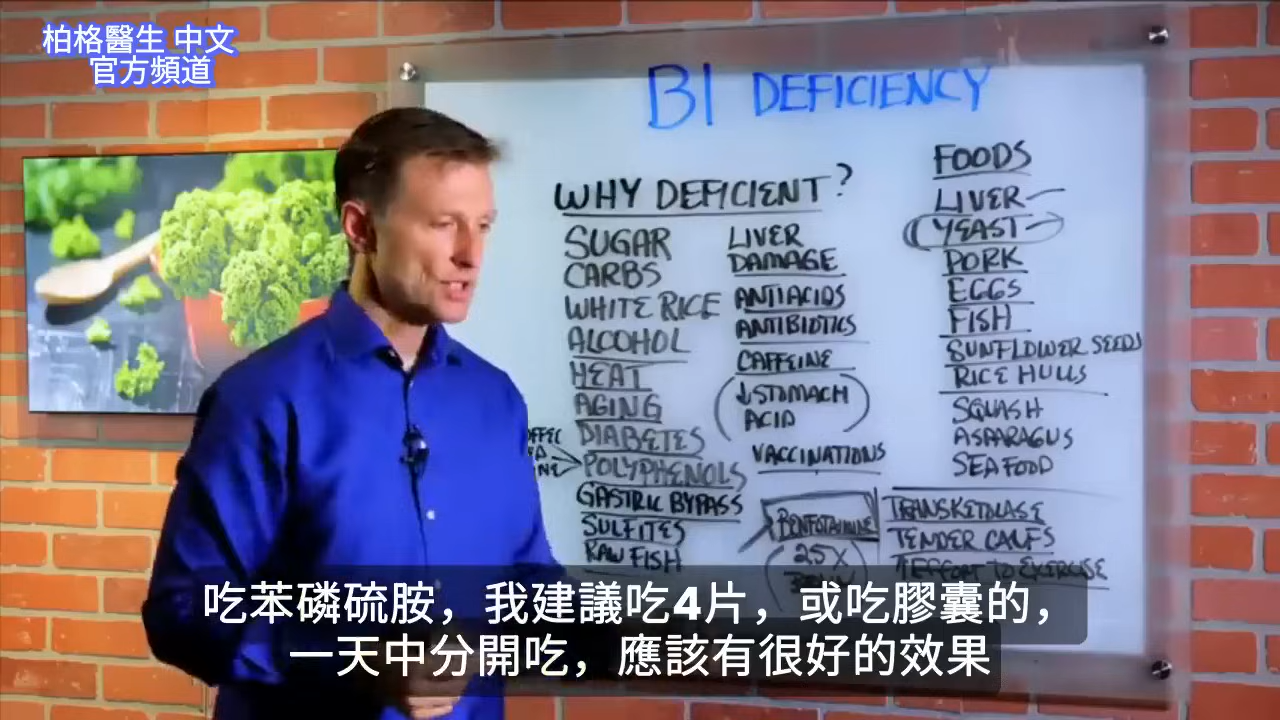 柏格醫生 中文
官方頻道
B1 DEFICIENCY
WHY DEFICIENT?
SUGAR
CARBS
WHITE RICE
ALCOHOL
HEAT
AGING
DIABETES
POLYPHENOLS
GASTRIC BYPASS
SULFITES
RAW FISH
LIVER
DAMAGE
ANTIACIDS
ANTIBIOTICS
CAFFEINE
↓STOMACH
ACID
VACCINATIONS
BENFOTIAMINE
25X
FOODS
LIVER
YEAST
PORK
EGGS
FISH
SUNFLOWER SEEDS
RICE HULLS
SQUASH
ASPARAGUS
SEAFOOD
TRANSKETOLASE
TENDER CALFS
↑EFFORT TO EXERCISE
吃苯磷硫胺，我建議吃4片，或吃膠囊的，
一天中分開吃，應該有很好的效果